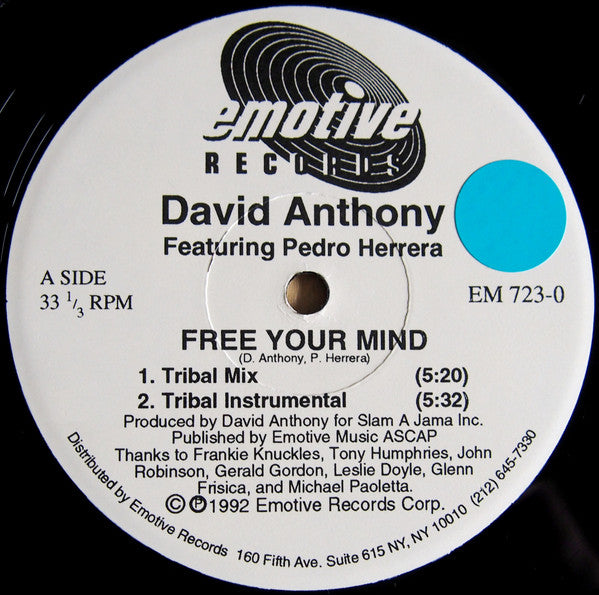 emotive
RECORDS
David Anthony
Featuring Pedro Herrera
A SIDE
33 1/3 RPM
EM 723-0
FREE YOUR MIND
(D. Anthony, P. Herrera)
1. Tribal Mix (5:20)
2. Tribal Instrumental (5:32)
Produced by David Anthony for Slam A Jama Inc.
Published by Emotive Music ASCAP
Thanks to Frankie Knuckles, Tony Humphries, John
Robinson, Gerald Gordon, Leslie Doyle, Glenn
Frisica, and Michael Paoletta.
©℗1992 Emotive Records Corp.
Distributed by Emotive Records 160 Fifth Ave. Suite 615 NY, NY 10010 (212) 645-7330